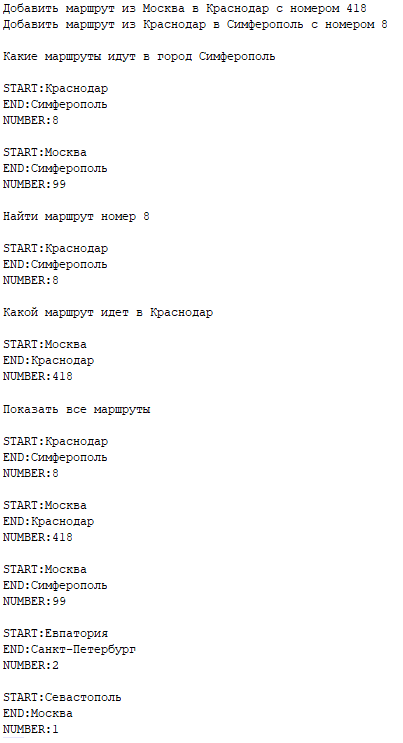 Добавить маршрут из Москва в Краснодар с номером 418
Добавить маршрут из Краснодар в Симферополь с номером 8
Какие маршруты идут в город Симферополь
START:Краснодар
END:Симферополь
NUMBER:8
START:Москва
END:Симферополь
NUMBER:99
Найти маршрут номер 8
START:Краснодар
END:Симферополь
NUMBER:8
Какой маршрут идет в Краснодар
START:Москва
END:Краснодар
NUMBER:418
Показать все маршруты
START:Краснодар
END:Симферополь
NUMBER:8
START:Москва
END:Краснодар
NUMBER:418
START:Москва
END:Симферополь
NUMBER:99
START:Евпатория
END:Санкт-Петербург
NUMBER:2
START:Севастополь
END:Москва
NUMBER:1